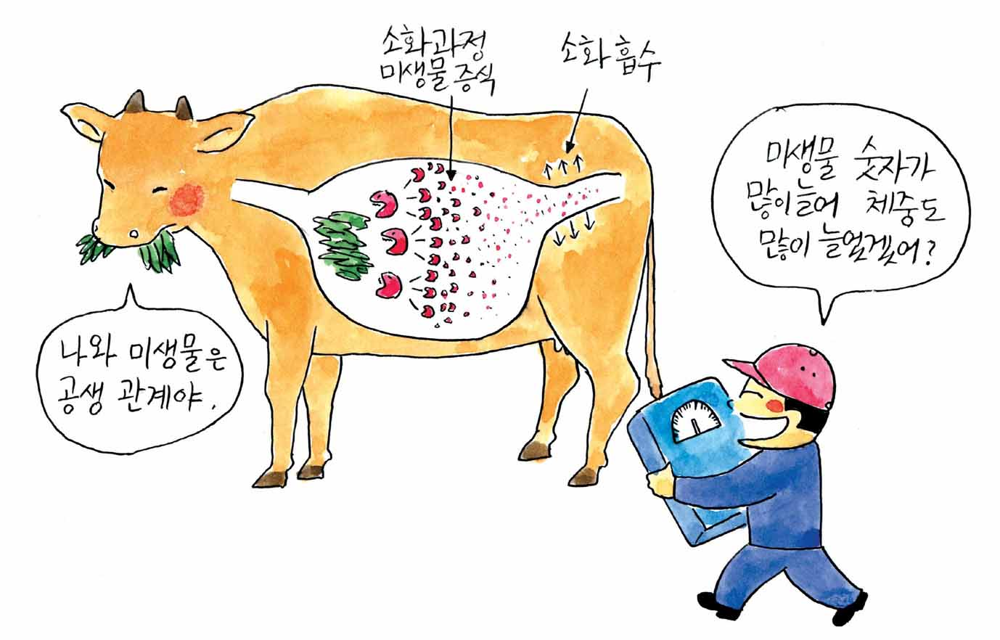 소화과정
미생물 증식
소화 흡수
미생물 숫자가
많이 늘어 체중도
많이 늘었겠어?
나와 미생물은
공생 관계야.